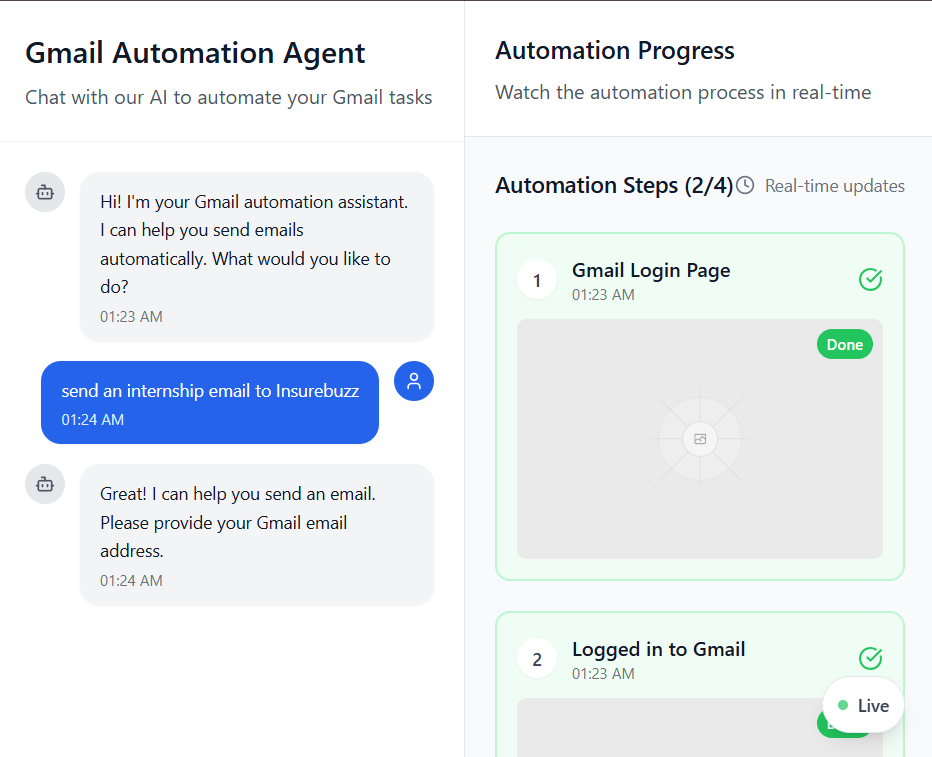 Gmail Automation Agent
Chat with our AI to automate your Gmail tasks
Hi! I'm your Gmail automation assistant.
I can help you send emails
automatically. What would you like to
do?
01:23 AM
send an internship email to Insurebuzz
01:24 AM
Great! I can help you send an email.
Please provide your Gmail email
address.
01:24 AM
Automation Progress
Watch the automation process in real-time
Automation Steps (2/4)
Real-time updates
1
Gmail Login Page
01:23 AM
Done
2
Logged in to Gmail
01:23 AM
Live